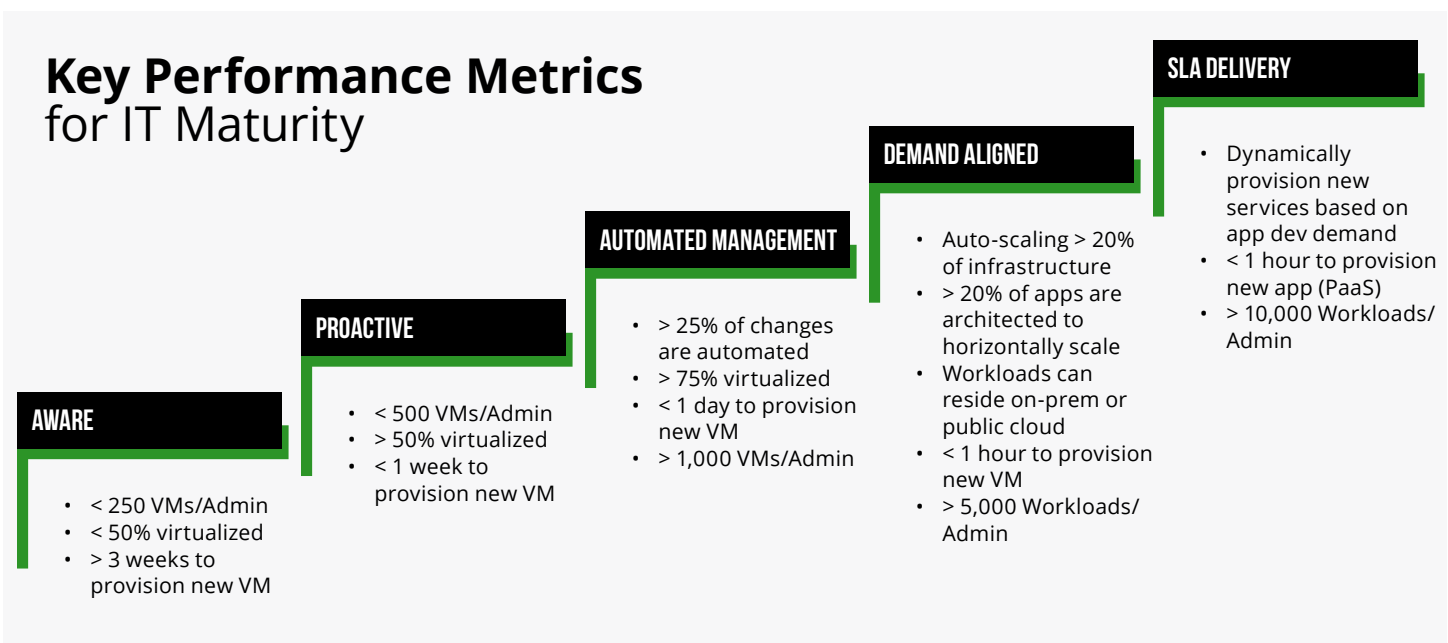 Key Performance Metrics
for IT Maturity
AWARE
• < 250 VMs/Admin
• < 50% virtualized
• > 3 weeks to
provision new VM
PROACTIVE
• < 500 VMs/Admin
• > 50% virtualized
• < 1 week to
provision new VM
AUTOMATED MANAGEMENT
• > 25% of changes
are automated
• > 75% virtualized
• < 1 day to provision
new VM
• > 1,000 VMs/Admin
DEMAND ALIGNED
• Auto-scaling > 20%
of infrastructure
• > 20% of apps are
architected to
horizontally scale
• Workloads can
reside on-prem or
public cloud
• < 1 hour to provision
new VM
• > 5,000 Workloads/
Admin
SLA DELIVERY
• Dynamically
provision new
services based on
app dev demand
• < 1 hour to provision
new app (PaaS)
• > 10,000 Workloads/
Admin